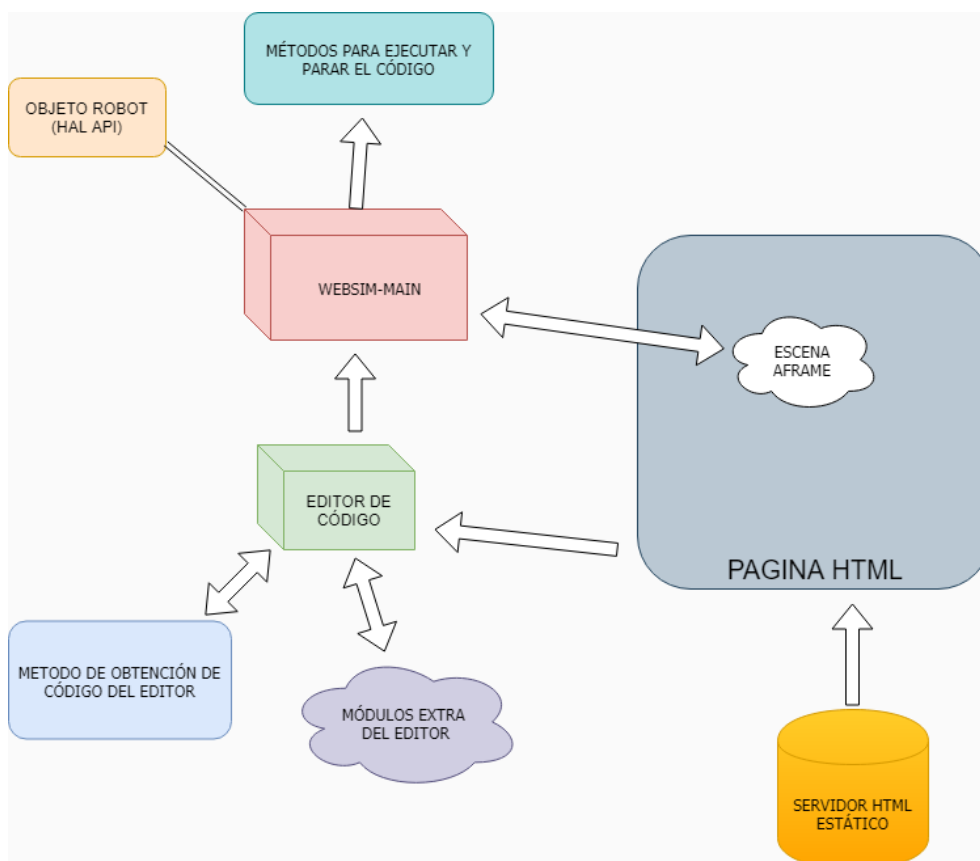 MÉTODOS PARA EJECUTAR Y
PARAR EL CÓDIGO
OBJETO ROBOT
(HAL API)
WEBSIM-MAIN
ESCENA
AFRAME
EDITOR DE
CÓDIGO
PAGINA HTML
METODO DE OBTENCIÓN DE
CÓDIGO DEL EDITOR
MÓDULOS EXTRA
DEL EDITOR
SERVIDOR HTML
ESTÁTICO